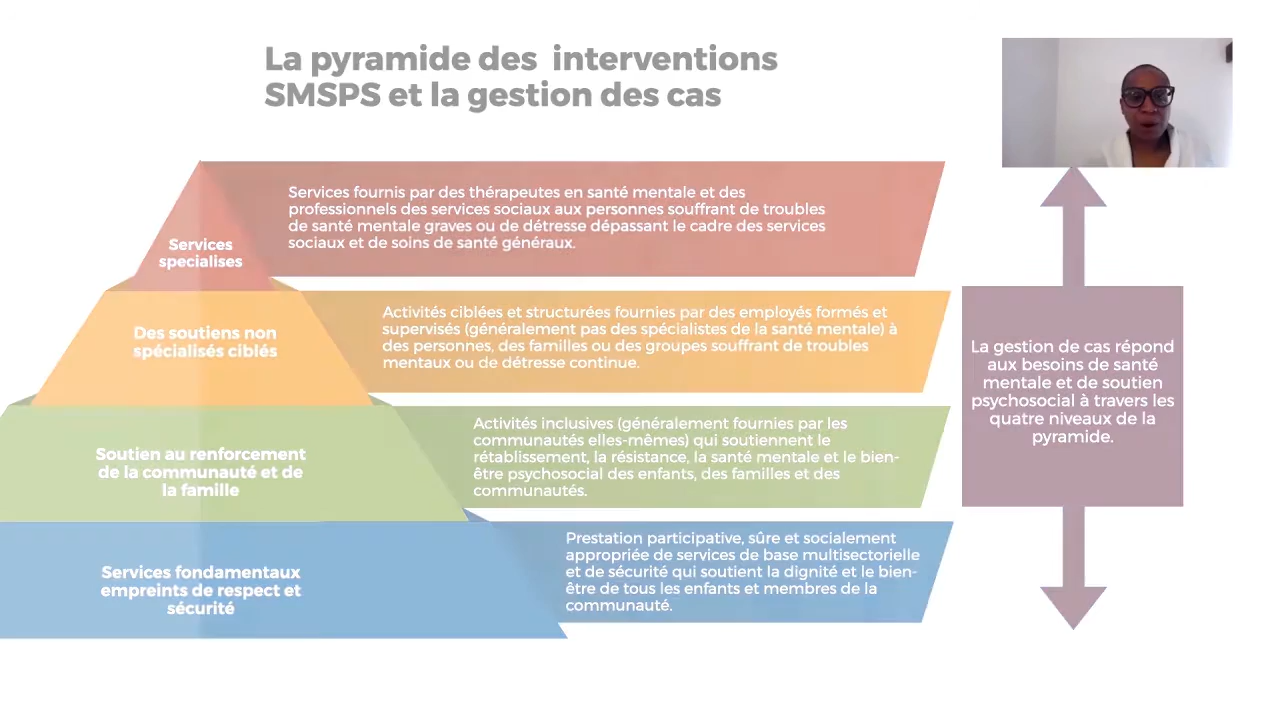 La pyramide des interventions
SMSPS et la gestion des cas
Services
specialises
Services fournis par des thérapeutes en santé mentale et des
professionnels des services sociaux aux personnes souffrant de troubles
de santé mentale graves ou de détresse dépassant le cadre des services
sociaux et de soins de santé généraux.
Des soutiens non
spécialisés ciblés
Activités ciblées et structurées fournies par des employés formés et
supervisés (généralement pas des spécialistes de la santé mentale) à
des personnes, des familles ou des groupes souffrant de troubles
mentaux ou de détresse continue.
Soutien au renforcement
de la communauté et de
la famille
Activités inclusives (généralement fournies par les
communautés elles-mêmes) qui soutiennent le
rétablissement, la résistance, la santé mentale et le bien-
être psychosocial des enfants, des familles et des
communautés.
Services fondamentaux
empreints de respect et
sécurité
Prestation participative, sûre et socialement
appropriée de services de base multisectorielle
et de sécurité qui soutient la dignité et le bien-
être de tous les enfants et membres de la
communauté.
La gestion de cas répond
aux besoins de santé
mentale et de soutien
psychosocial à travers les
quatre niveaux de la
pyramide.